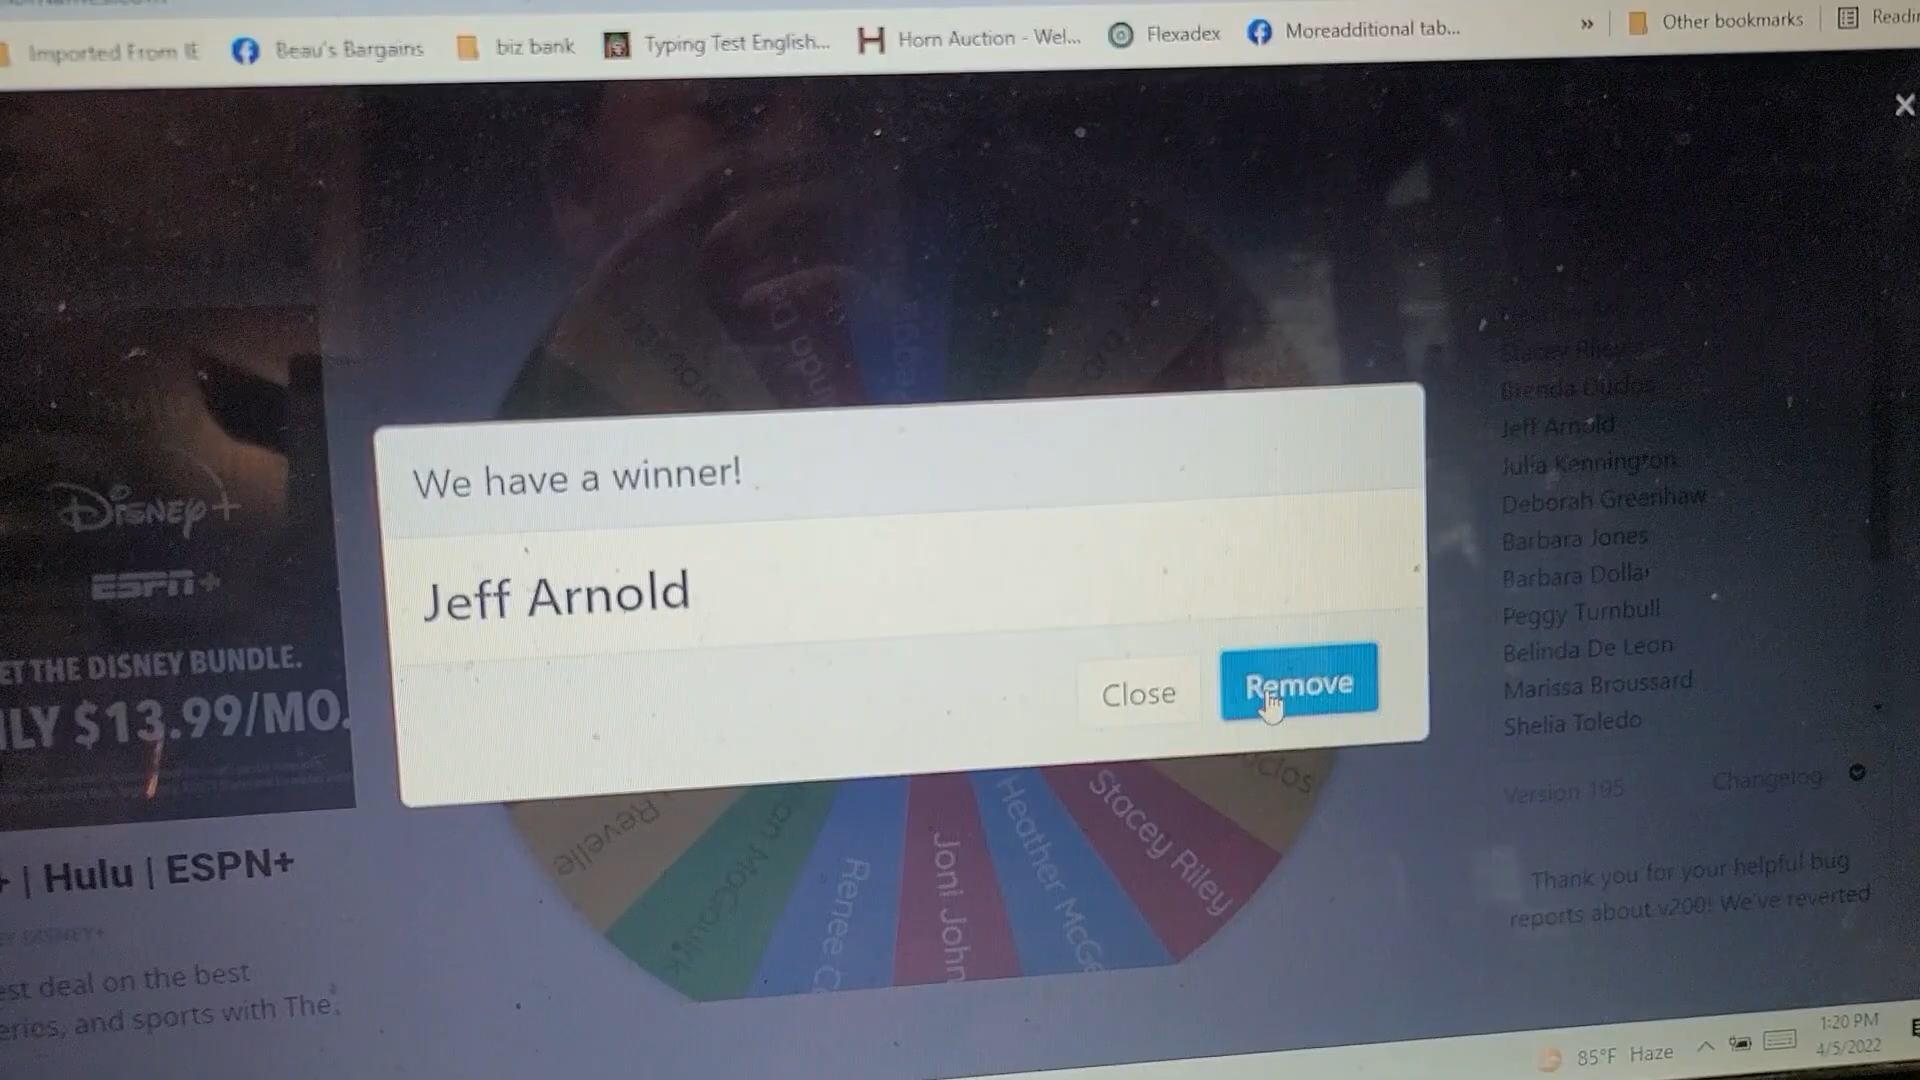 Imported From IE
Beau's Bargains
biz bank
Typing Test English...
Horn Auction - Wel...
Flexadex
Moreadditional tab...
»
Other bookmarks
We have a winner!
Jeff Arnold
Close
Remove
Stacey Riley
Brenda Duclos
Jeff Arnold
Julia Kennington
Deborah Greenhaw
Barbara Jones
Barbara Dollar
Peggy Turnbull
Belinda De Leon
Marissa Broussard
Shelia Toledo
Version 195
Changelog
Thank you for your helpful bug
reports about v200! We've reverted
Disney+
ESPN+
ET THE DISNEY BUNDLE.
$13.99/MO.
+ | Hulu | ESPN+
est deal on the best
and sports with The
Revelle
Renee
Joni John
Heather McG
Stacey Riley
85°F Haze
1:20 PM
4/5/2022